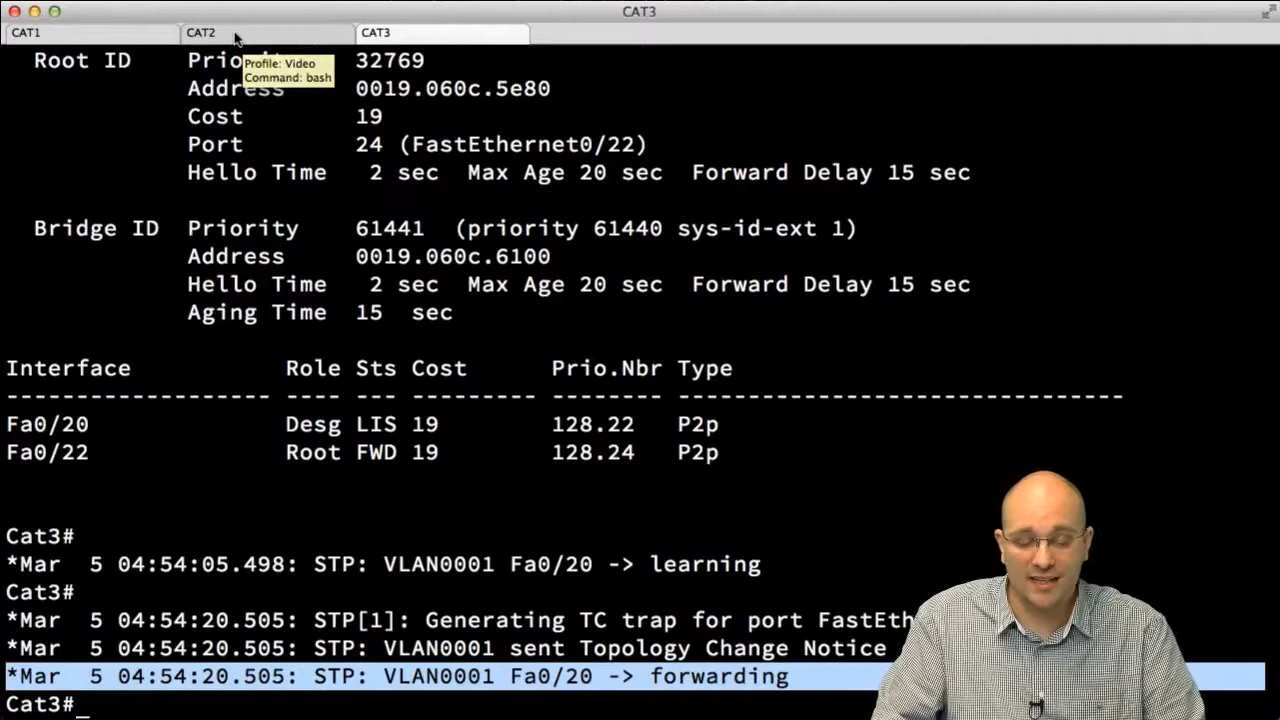 CAT3
CAT1 CAT2 CAT3
Root ID Prio 32769
Profile: Video
Command: bash
Address 0019.060c.5e80
Cost 19
Port 24 (FastEthernet0/22)
Hello Time 2 sec Max Age 20 sec Forward Delay 15 sec
Bridge ID Priority 61441 (priority 61440 sys-id-ext 1)
Address 0019.060c.6100
Hello Time 2 sec Max Age 20 sec Forward Delay 15 sec
Aging Time 15 sec
Interface Role Sts Cost Prio.Nbr Type
------------------- ---- --- --------- -------- --------------------------------
Fa0/20 Desg LIS 19 128.22 P2p
Fa0/22 Root FWD 19 128.24 P2p
Cat3#
*Mar 5 04:54:05.498: STP: VLAN0001 Fa0/20 -> learning
Cat3#
*Mar 5 04:54:20.505: STP[1]: Generating TC trap for port FastEth
*Mar 5 04:54:20.505: STP: VLAN0001 sent Topology Change Notice
*Mar 5 04:54:20.505: STP: VLAN0001 Fa0/20 -> forwarding
Cat3#_